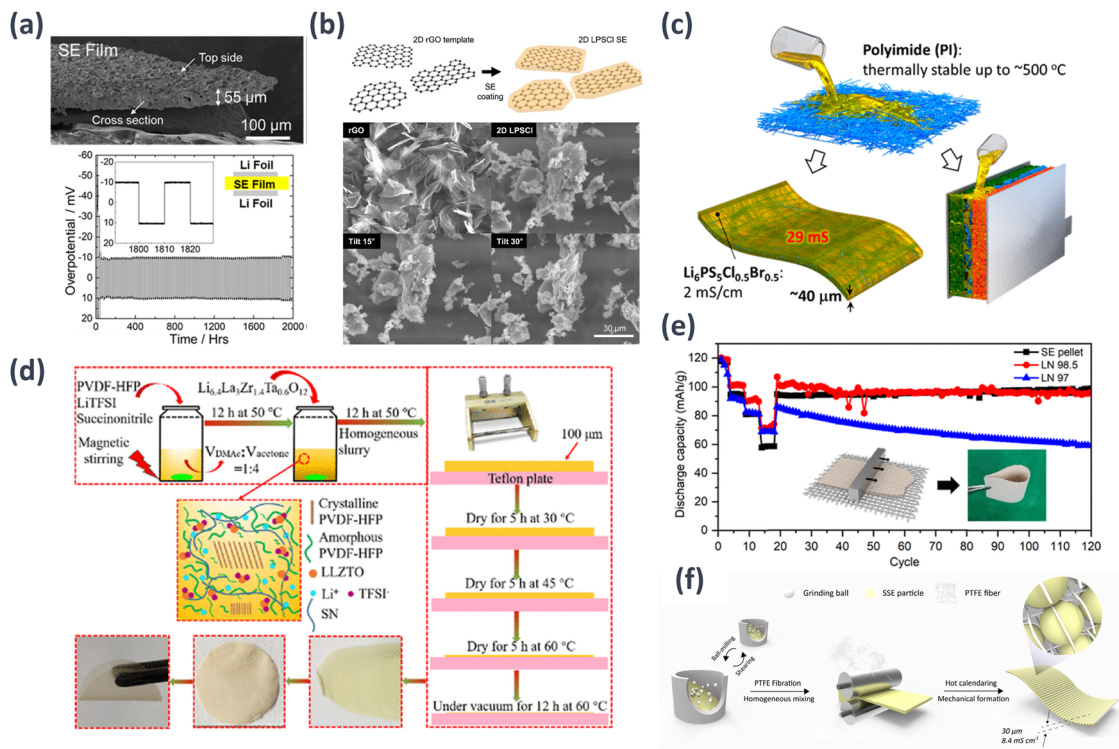 (a)
SE Film
Top side
55 μm
Cross section
100 μm
-60
-50
-40
-30
-20
-10
0
10
20
Overpotential / mV
-20
-10
0
10
20
1800 1810 1820
Li Foil
SE Film
Li Foil
0 400 800 1200 1600 2000
Time / Hrs
(b)
2D rGO template
2D LPSCl SE
SE
coating
rGO
2D LPSCl
Tilt 15°
Tilt 30°
30 μm
(c)
Polyimide (PI):
thermally stable up to ~500 °C
29 mS
Li6PS5Cl0.5Br0.5:
2 mS/cm
~40 μm
(d)
PVDF-HFP
LiTFSI
Succinonitrile
Magnetic
stirring
12 h at 50 °C
VDMAc:Vacetone
=1:4
Li6.4La3Zr1.4Ta0.6O12
12 h at 50 °C
Homogeneous
slurry
100 μm
Teflon plate
Dry for 5 h at 30 °C
Dry for 5 h at 45 °C
Dry for 5 h at 60 °C
Under vacuum for 12 h at 60 °C
Crystalline
PVDF-HFP
Amorphous
PVDF-HFP
LLZTO
Li+ TFSI-
SN
(e)
Discharge capacity (mAh/g)
120
100
80
60
40
20
0
0 10 20 30 40 50 60 70 80 90 100 110 120
Cycle
SE pellet
LN 98.5
LN 97
(f)
Grinding ball
SSE particle
PTFE fiber
Ball-milling
Shearing
PTFE Fibration
Homogeneous mixing
Hot calendaring
Mechanical formation
30 μm
8.4 mS cm-1